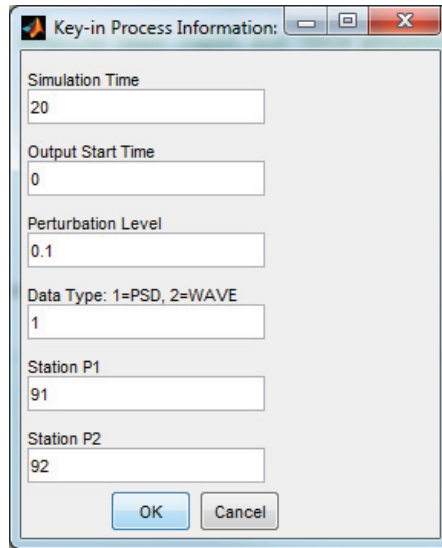 Key-in Process Information:
Simulation Time
20
Output Start Time
0
Perturbation Level
0.1
Data Type: 1=PSD, 2=WAVE
1
Station P1
91
Station P2
92
OK Cancel